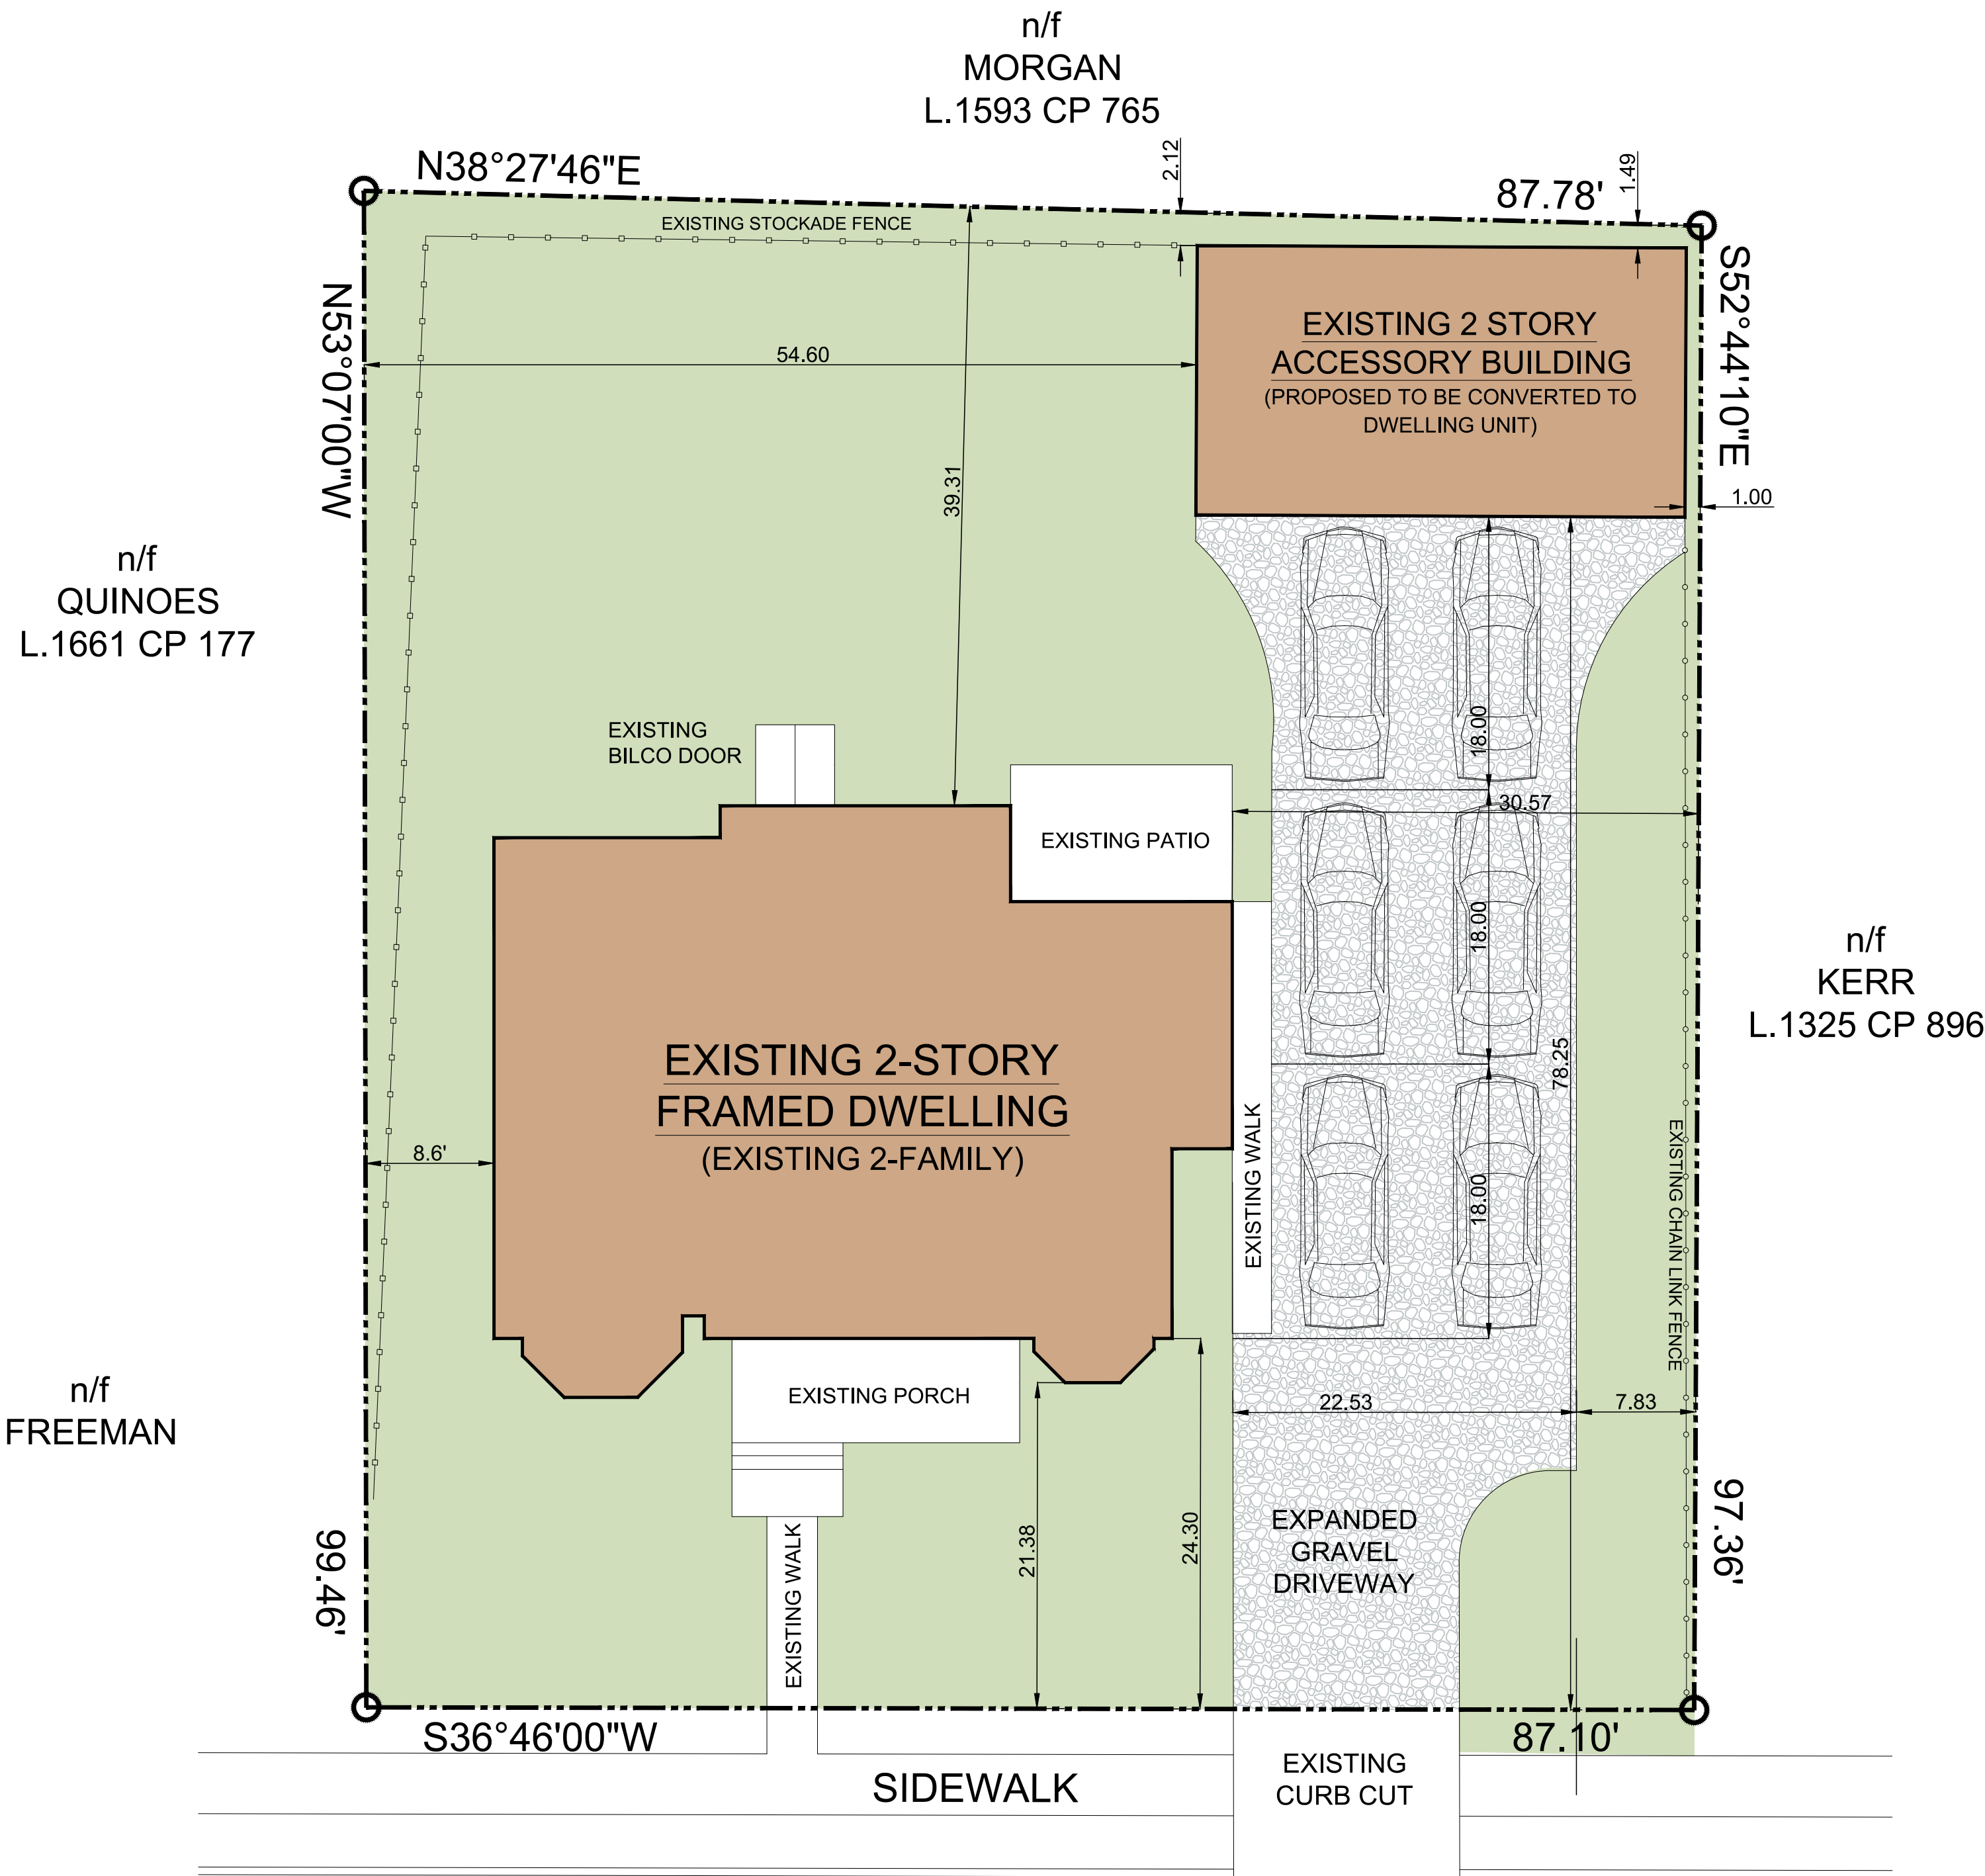 n/f
MORGAN
L.1593 CP 765
N38°27'46"E
87.78'
2.12
1.49
EXISTING STOCKADE FENCE
N53°07'00"W
S52°44'10"E
EXISTING 2 STORY
ACCESSORY BUILDING
(PROPOSED TO BE CONVERTED TO
DWELLING UNIT)
54.60
39.31
1.00
n/f
QUINOES
L.1661 CP 177
EXISTING
BILCO DOOR
18.00
30.57
EXISTING PATIO
18.00
n/f
KERR
L.1325 CP 896
EXISTING 2-STORY
FRAMED DWELLING
(EXISTING 2-FAMILY)
78.25
8.6'
EXISTING WALK
18.00
EXISTING CHAIN LINK FENCE
n/f
FREEMAN
EXISTING PORCH
22.53
7.83
99.46'
EXISTING WALK
21.38
24.30
EXPANDED
GRAVEL
DRIVEWAY
97.36'
S36°46'00"W
87.10'
SIDEWALK
EXISTING
CURB CUT